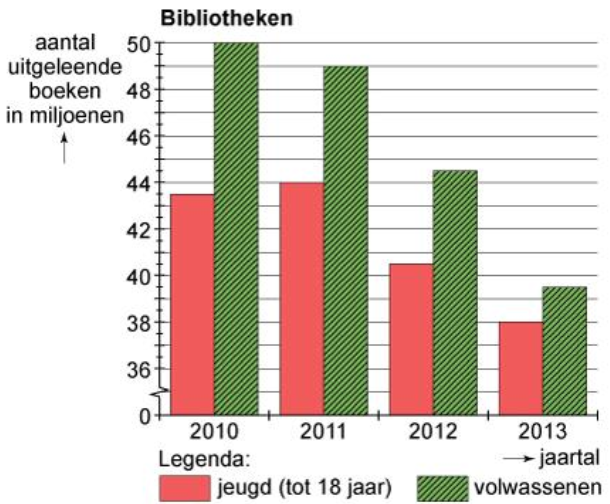 Bibliotheken
aantal
uitgeleende
boeken
in miljoenen
50
48
46
44
42
40
38
36
0
2010 2011 2012 2013
jaartal
Legenda:
jeugd (tot 18 jaar) volwassenen